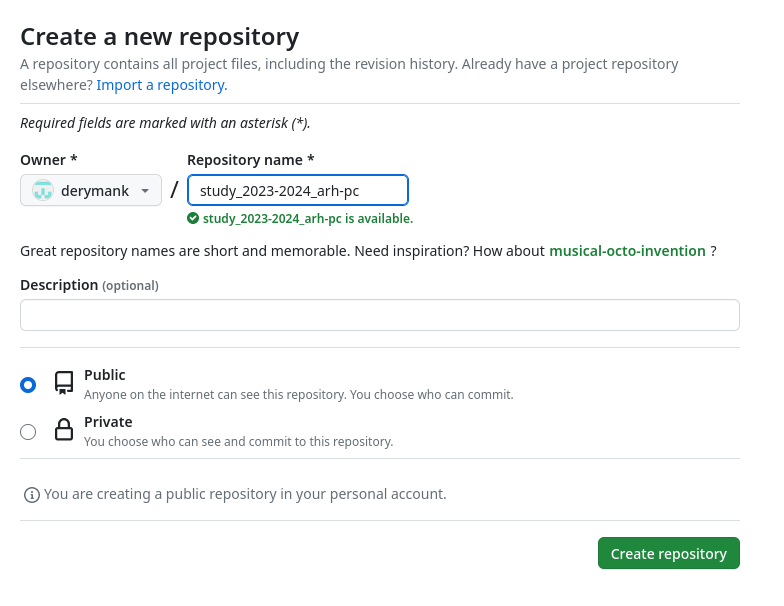 Create a new repository
A repository contains all project files, including the revision history. Already have a project repository
elsewhere? Import a repository.
Required fields are marked with an asterisk (*).
Owner *
Repository name *
derymank
/
study_2023-2024_arh-pc
study_2023-2024_arh-pc is available.
Great repository names are short and memorable. Need inspiration? How about musical-octo-invention ?
Description (optional)
Public
Anyone on the internet can see this repository. You choose who can commit.
Private
You choose who can see and commit to this repository.
You are creating a public repository in your personal account.
Create repository